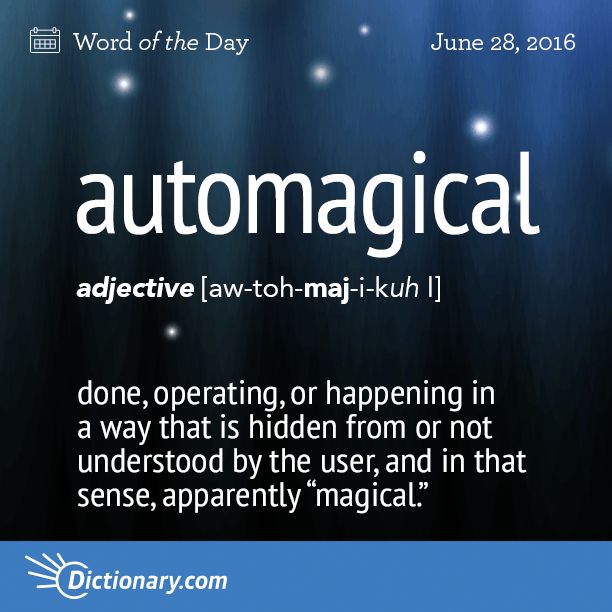 Word of the Day
June 28, 2016
automagical
adjective [aw-toh-maj-i-kuh l]
done, operating, or happening in
a way that is hidden from or not
understood by the user, and in that
sense, apparently “magical.”
Dictionary.com